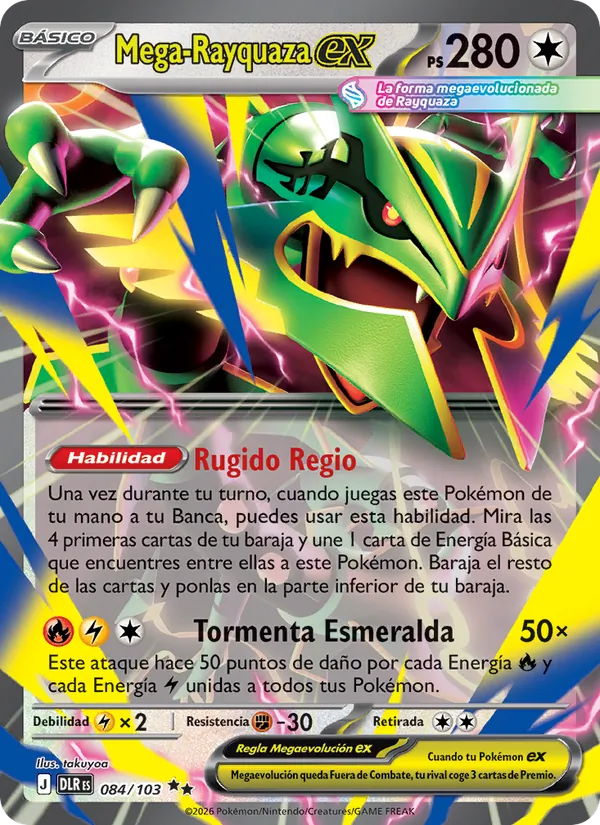 BÁSICO
Mega-Rayquaza ex
PS 280
La forma megaevolucionada
de Rayquaza
Habilidad Rugido Regio
Una vez durante tu turno, cuando juegas este Pokémon de
tu mano a tu Banca, puedes usar esta habilidad. Mira las
4 primeras cartas de tu baraja y une 1 carta de Energía Básica
que encuentres entre ellas a este Pokémon. Baraja el resto
de las cartas y ponlas en la parte inferior de tu baraja.
Tormenta Esmeralda 50×
Este ataque hace 50 puntos de daño por cada Energía y
cada Energía unidas a todos tus Pokémon.
Debilidad ×2 Resistencia -30 Retirada
Ilus. takuyoa
Regla Megaevolución ex Cuando tu Pokémon ex
Megaevolución queda Fuera de Combate, tu rival coge 3 cartas de Premio.
J DLR ES 084/103 ★★
©2026 Pokémon/Nintendo/Creatures/GAME FREAK